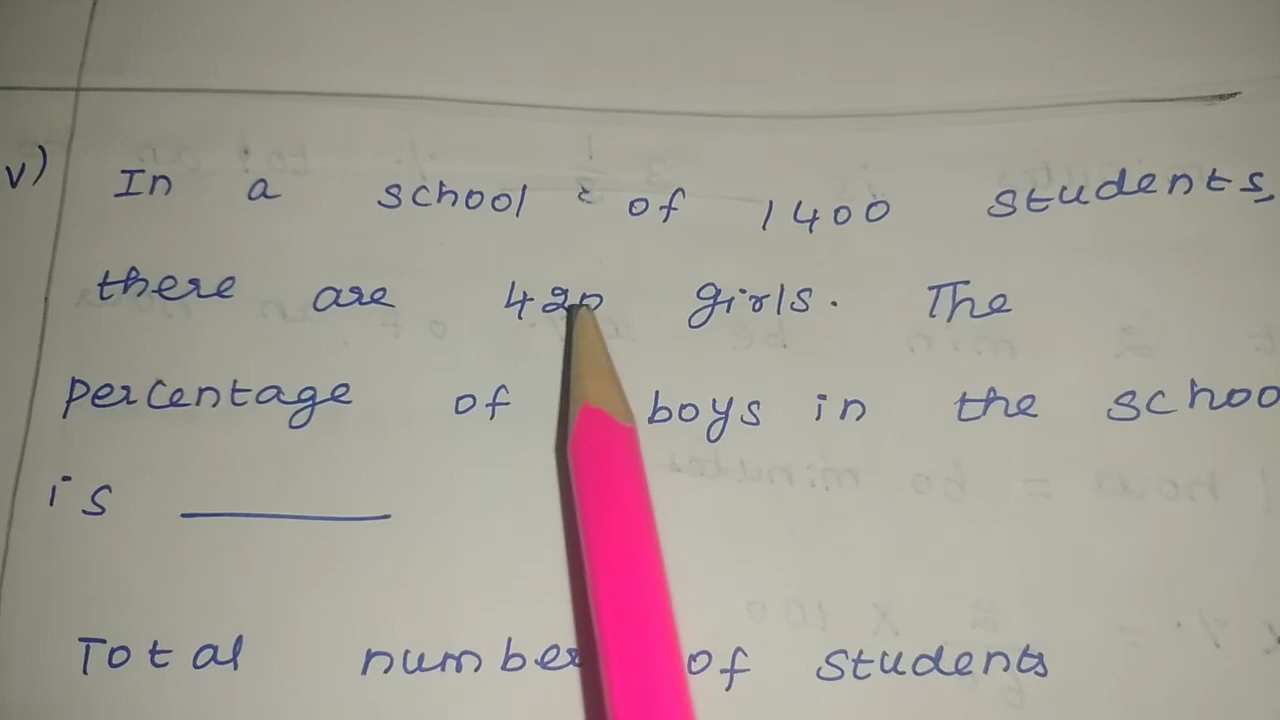 v) In a school of 1400 students,
there are 420 girls. The
percentage of boys in the schoo
is
Total number of students